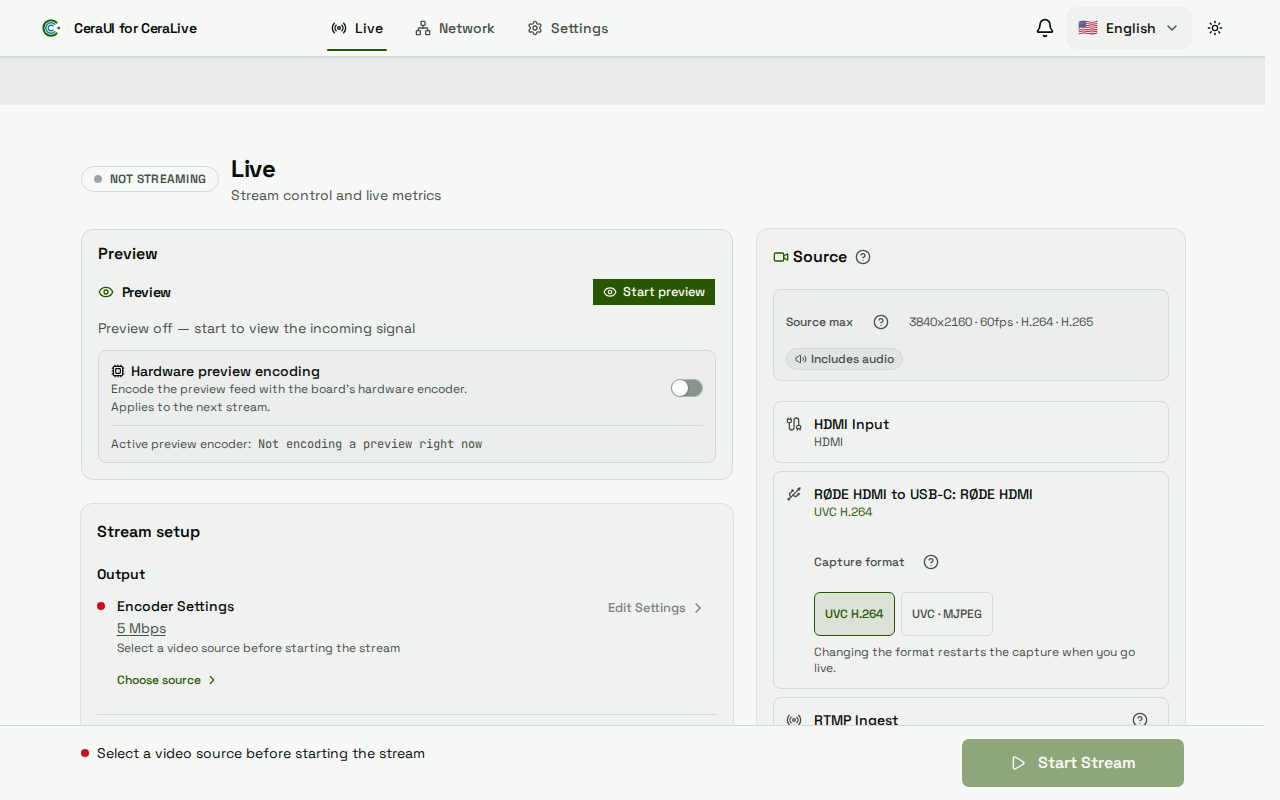 CeraUI for CeraLive
Live
Network
Settings
🇺🇸 English
NOT STREAMING
Live
Stream control and live metrics
Preview
Preview
Start preview
Preview off — start to view the incoming signal
Hardware preview encoding
Encode the preview feed with the board's hardware encoder.
Applies to the next stream.
Active preview encoder: Not encoding a preview right now
Stream setup
Output
Encoder Settings
Edit Settings
5 Mbps
Select a video source before starting the stream
Choose source
Source
Source max
3840x2160 · 60fps · H.264 · H.265
Includes audio
HDMI Input
HDMI
RØDE HDMI to USB-C: RØDE HDMI
UVC H.264
Capture format
UVC H.264
UVC · MJPEG
Changing the format restarts the capture when you go
live.
RTMP Ingest
Select a video source before starting the stream
Start Stream